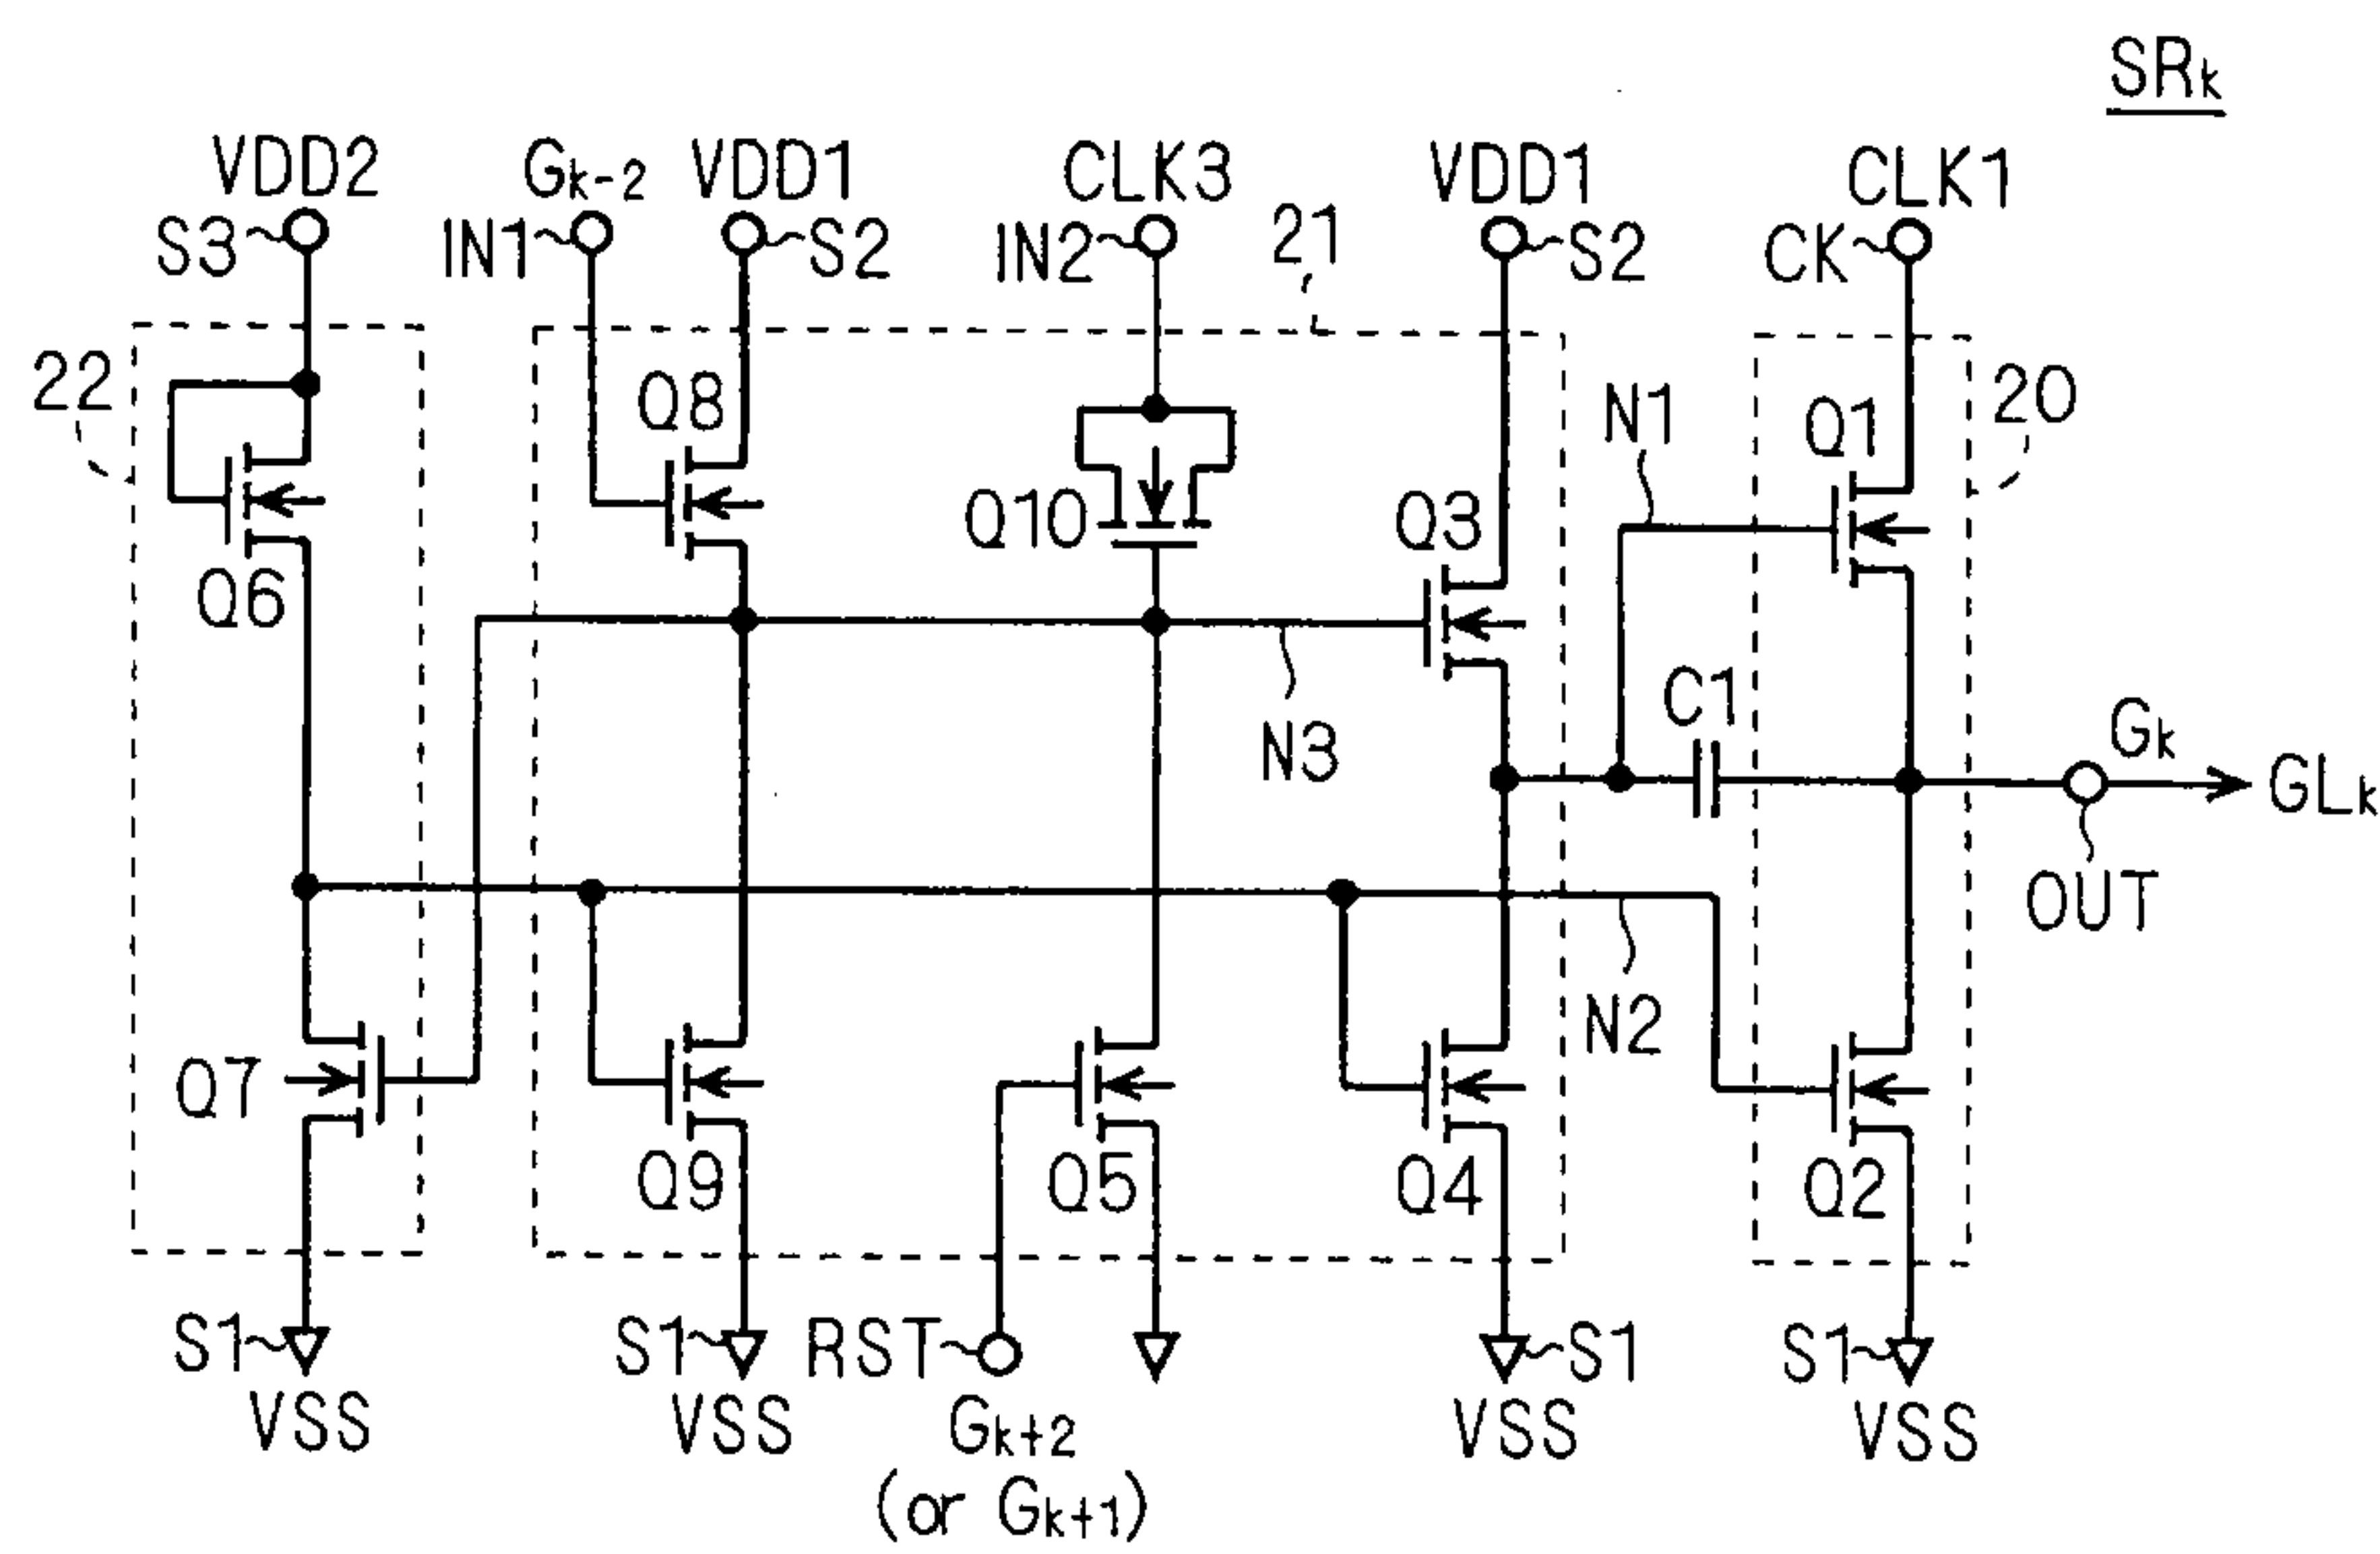 SRk
VDD2 Gk-2 VDD1 CLK3 VDD1 CLK1
S3 IN1 S2 IN2 21 S2 CK
22 Q8 N1 Q1 20
Q10 Q3
Q6
N3 C1 Gk
GLk
OUT
N2
Q7
Q9 Q5 Q4 Q2
S1 S1 RST S1 S1
VSS VSS Gk+2 VSS VSS
(or Gk+1)